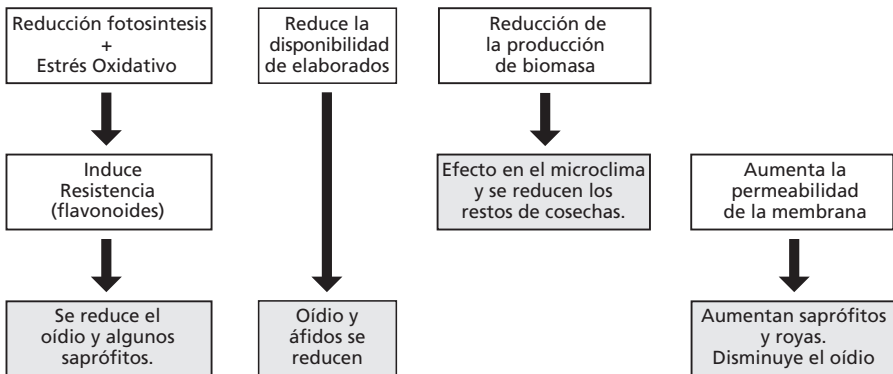 Reducción fotosintesis
+
Estrés Oxidativo
Reduce la
disponibilidad
de elaborados
Reducción de
la producción
de biomasa
Induce
Resistencia
(flavonoides)
Efecto en el microclima
y se reducen los
restos de cosechas.
Aumenta la
permeabilidad
de la membrana
Se reduce el
oídio y algunos
saprófitos.
Oídio y
áfidos se
reducen
Aumentan saprófitos
y royas.
Disminuye el oídio